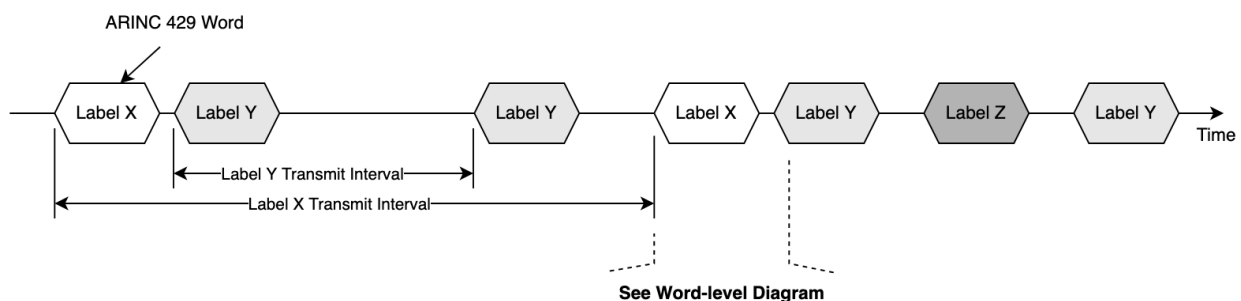 ARINC 429 Word
Label X
Label Y
Label Y
Label X
Label Y
Label Z
Label Y
Time
Label Y Transmit Interval
Label X Transmit Interval
See Word-level Diagram